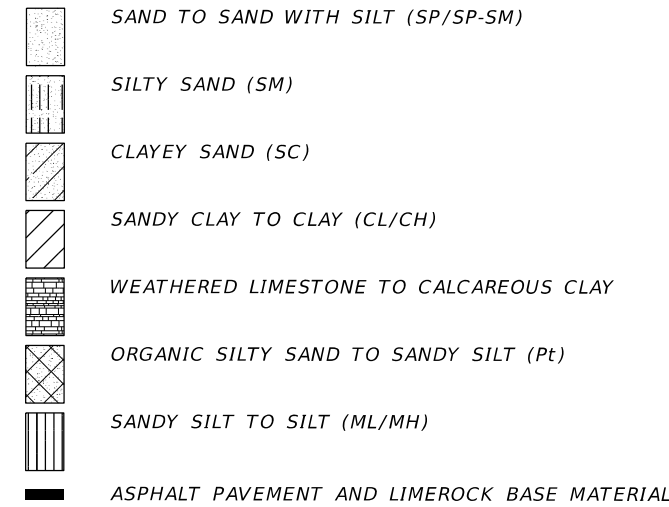 SAND TO SAND WITH SILT (SP/SP-SM)
SILTY SAND (SM)
CLAYEY SAND (SC)
SANDY CLAY TO CLAY (CL/CH)
WEATHERED LIMESTONE TO CALCAREOUS CLAY
ORGANIC SILTY SAND TO SANDY SILT (Pt)
SANDY SILT TO SILT (ML/MH)
ASPHALT PAVEMENT AND LIMEROCK BASE MATERIAL